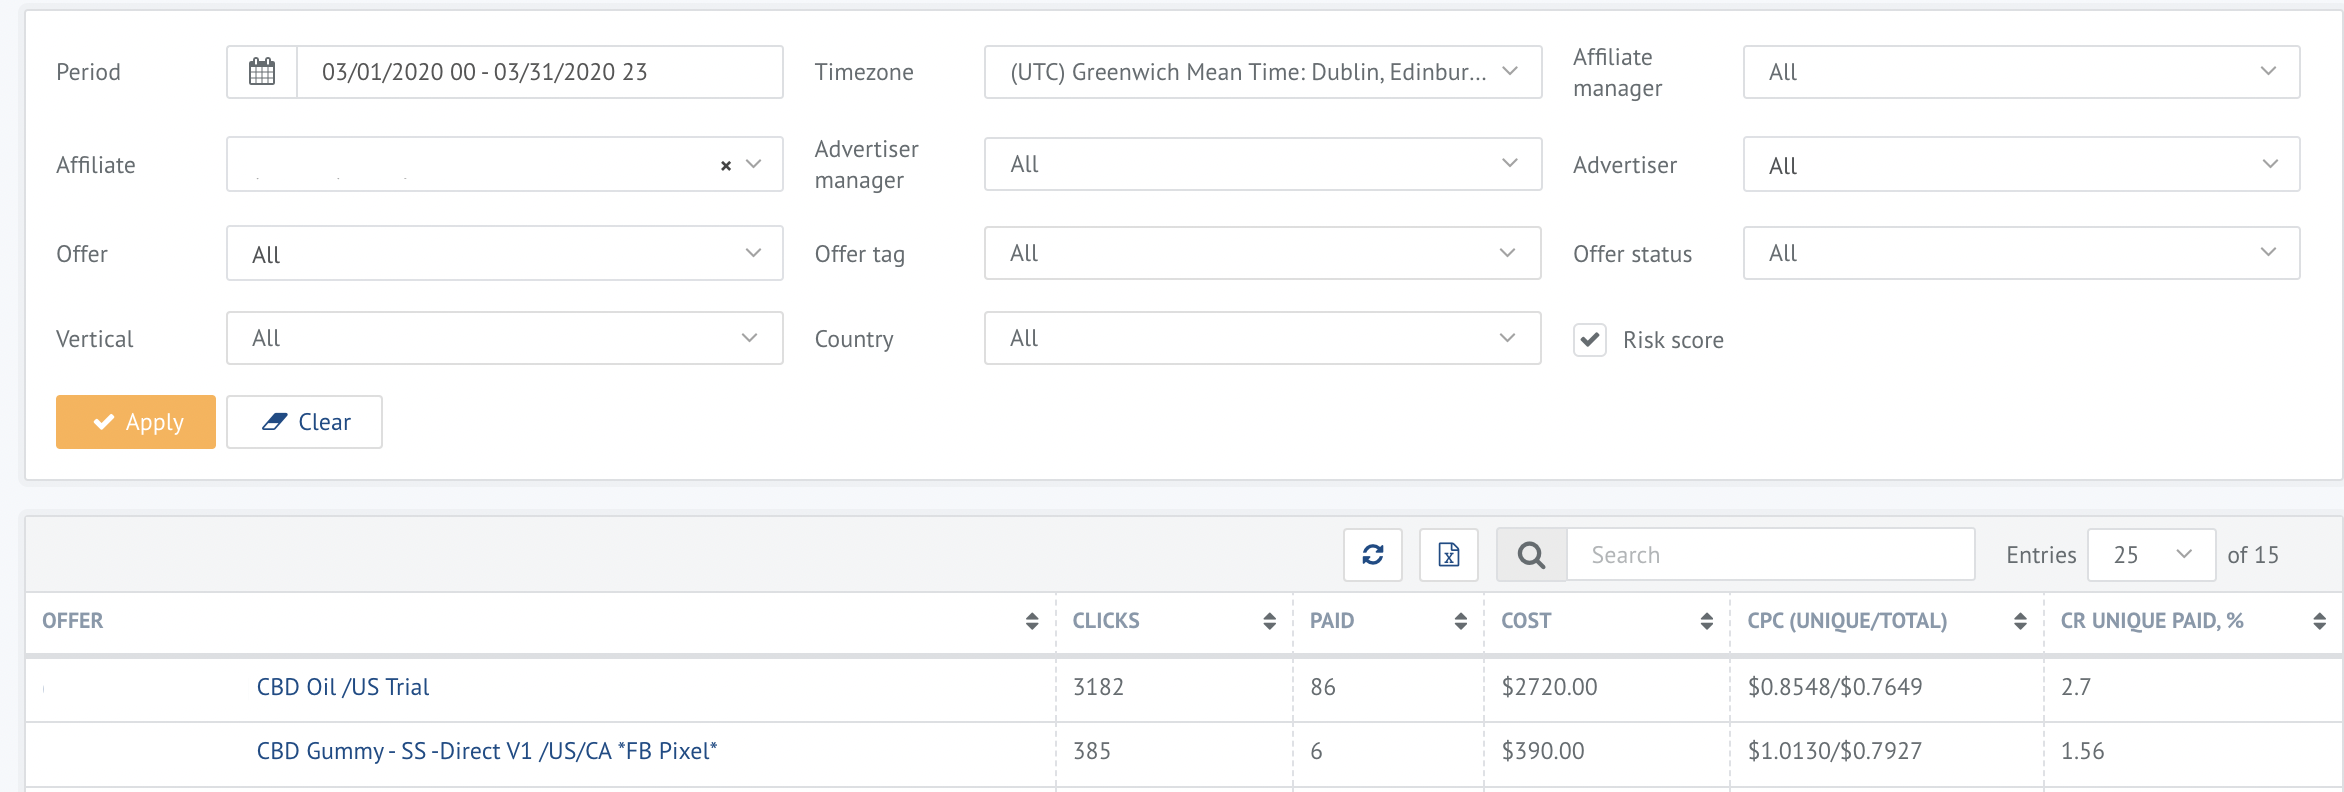 Period 03/01/2020 00 - 03/31/2020 23 Timezone (UTC) Greenwich Mean Time: Dublin, Edinbur... Affiliate manager All
Affiliate Advertiser manager All Advertiser All
Offer All Offer tag All Offer status All
Vertical All Country All Risk score
Apply Clear
Search Entries 25 of 15
OFFER CLICKS PAID COST CPC (UNIQUE/TOTAL) CR UNIQUE PAID, %
CBD Oil /US Trial 3182 86 $2720.00 $0.8548/$0.7649 2.7
CBD Gummy - SS -Direct V1 /US/CA *FB Pixel* 385 6 $390.00 $1.0130/$0.7927 1.56